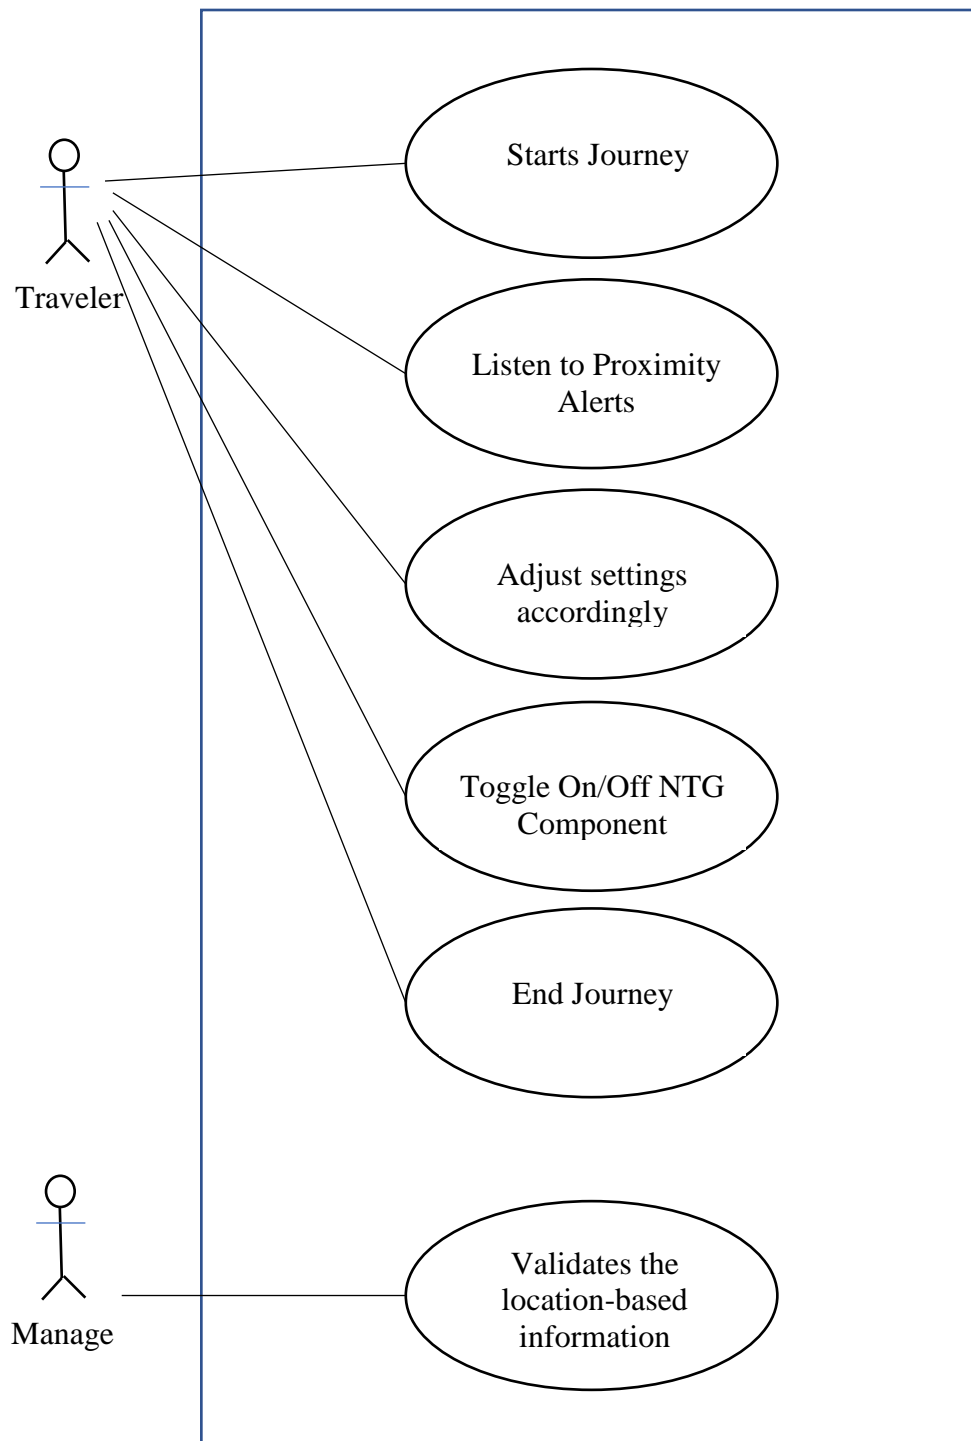 Starts Journey
Traveler
Listen to Proximity
Alerts
Adjust settings
accordingly
Toggle On/Off NTG
Component
End Journey
Validates the
location-based
information
Manage